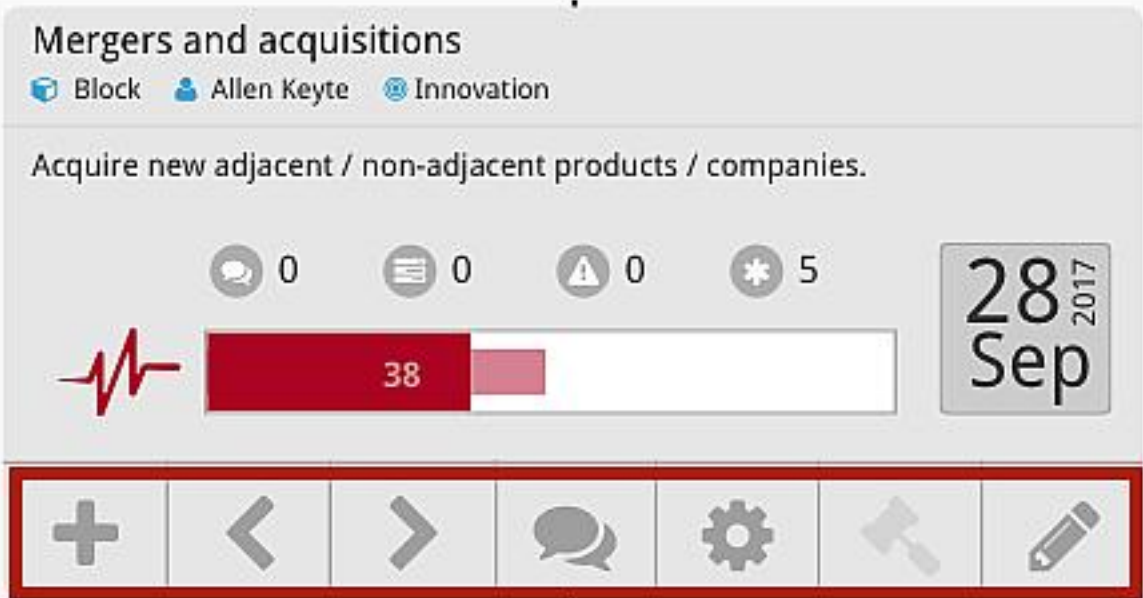 Mergers and acquisitions
Block Allen Keyte Innovation
Acquire new adjacent / non-adjacent products / companies.
0 0 0 5
38
28 2017
Sep